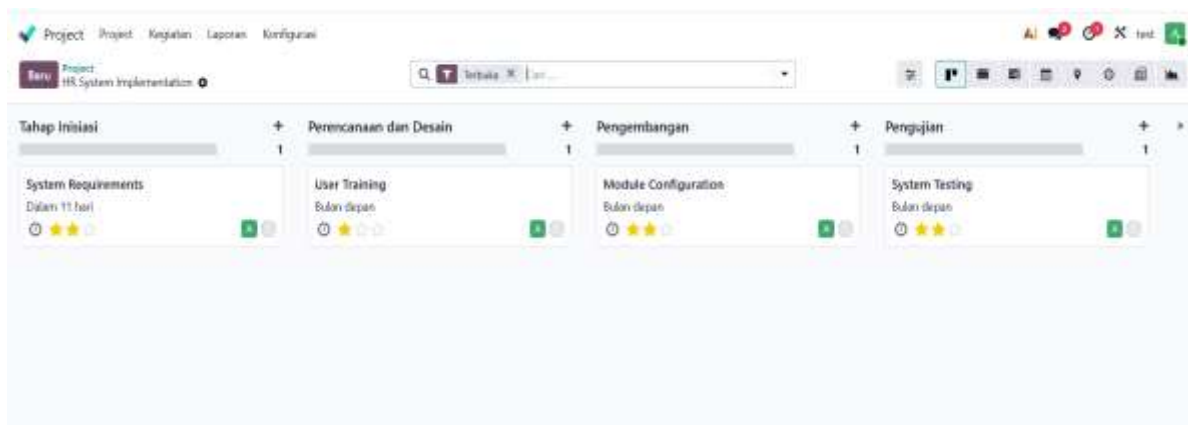 Project Project Kegiatan Laporan Konfigurasi
AI test
Baru
Project
HR System Implementation
Terbuka × Cari...
Tahap Inisiasi + 1
Perencanaan dan Desain + 1
Pengembangan + 1
Pengujian + 1
System Requirements
Dalam 11 hari
User Training
Bulan depan
Module Configuration
Bulan depan
System Testing
Bulan depan